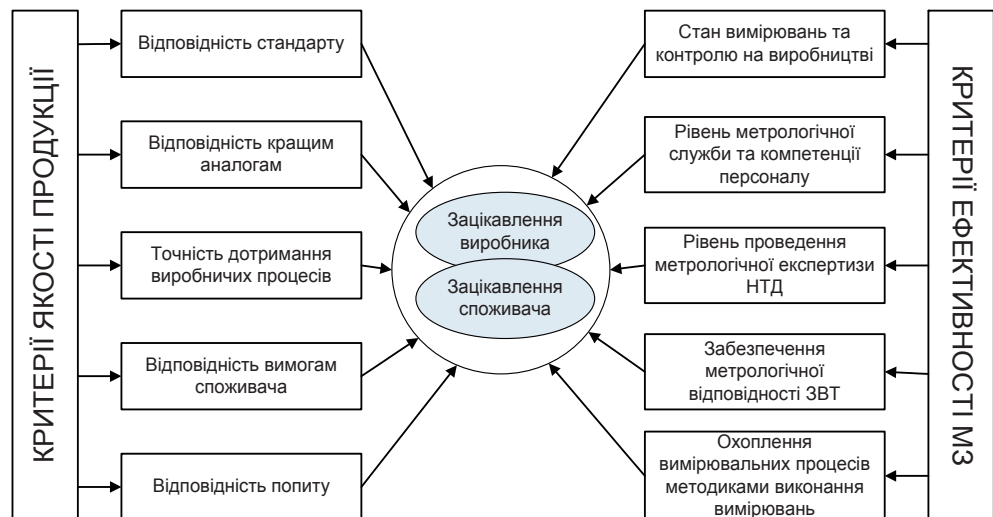 КРИТЕРІЇ ЯКОСТІ ПРОДУКЦІЇ
Відповідність стандарту
Відповідність кращим
аналогам
Точність дотримання
виробничих процесів
Відповідність вимогам
споживача
Відповідність попиту
Зацікавлення
виробника
Зацікавлення
споживача
Стан вимірювань та
контролю на виробництві
Рівень метрологічної
служби та компетенції
персоналу
Рівень проведення
метрологічної експертизи
НТД
Забезпечення
метрологічної
відповідності ЗВТ
Охоплення
вимірювальних процесів
методиками виконання
вимірювань
КРИТЕРІЇ ЕФЕКТИВНОСТІ МЗ